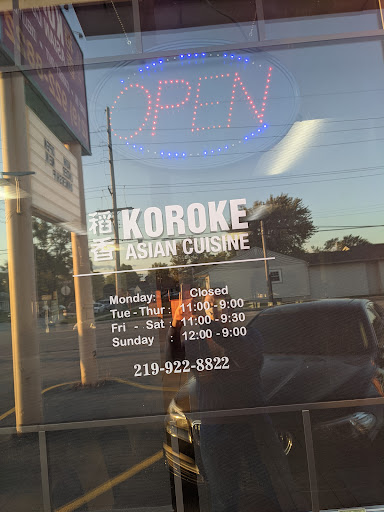 OPEN
稻香 KOROKE
ASIAN CUISINE
Monday: Closed
Tue - Thur : 11:00 - 9:00
Fri - Sat : 11:00 - 9:30
Sunday : 12:00 - 9:00
219-922-8822